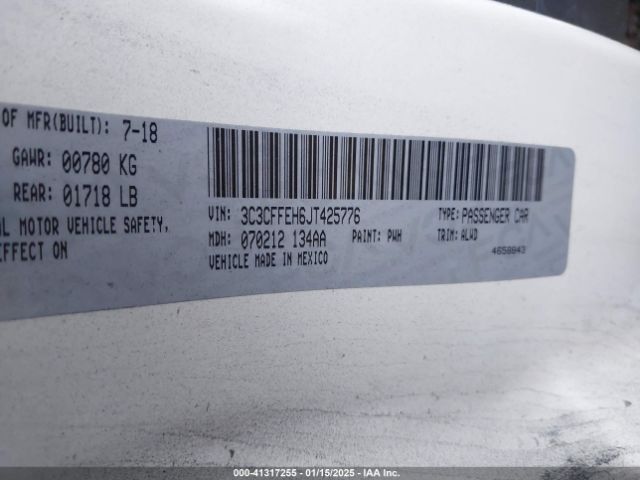 OF MFR(BUILT): 7-18
GAWR: 00780 KG
REAR: 01718 LB
MOTOR VEHICLE SAFETY,
EFFECT ON
VIN: 3C3CFFEH6JT425776
TYPE: PASSENGER CAR
MDH: 070212 134AA
PAINT: PWH
TRIM: ALWD
VEHICLE MADE IN MEXICO
4658943
000-41317255 - 01/15/2025 - IAA Inc.